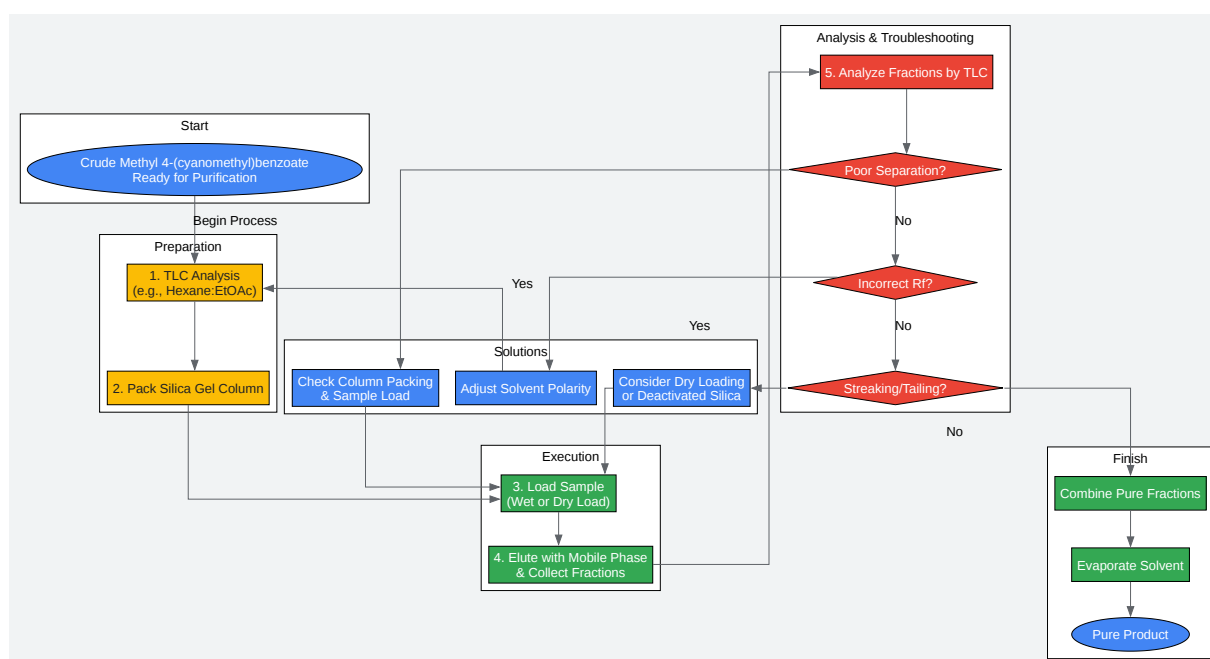 Start
Crude Methyl 4-(cyanomethyl)benzoate
Ready for Purification
Begin Process
Preparation
1. TLC Analysis
(e.g., Hexane:EtOAc)
2. Pack Silica Gel Column
Yes
Yes
Solutions
Check Column Packing
& Sample Load
Adjust Solvent Polarity
Consider Dry Loading
or Deactivated Silica
Execution
3. Load Sample
(Wet or Dry Load)
4. Elute with Mobile Phase
& Collect Fractions
Analysis & Troubleshooting
5. Analyze Fractions by TLC
Poor Separation?
No
Incorrect Rf?
No
Streaking/Tailing?
No
Finish
Combine Pure Fractions
Evaporate Solvent
Pure Product